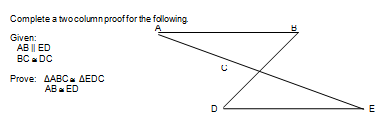 Complete a two column proof for the following.
Given:
AB || ED
BC ≅ DC
Prove: ΔABC ≅ ΔEDC
AB ≅ ED
A
B
C
D
E